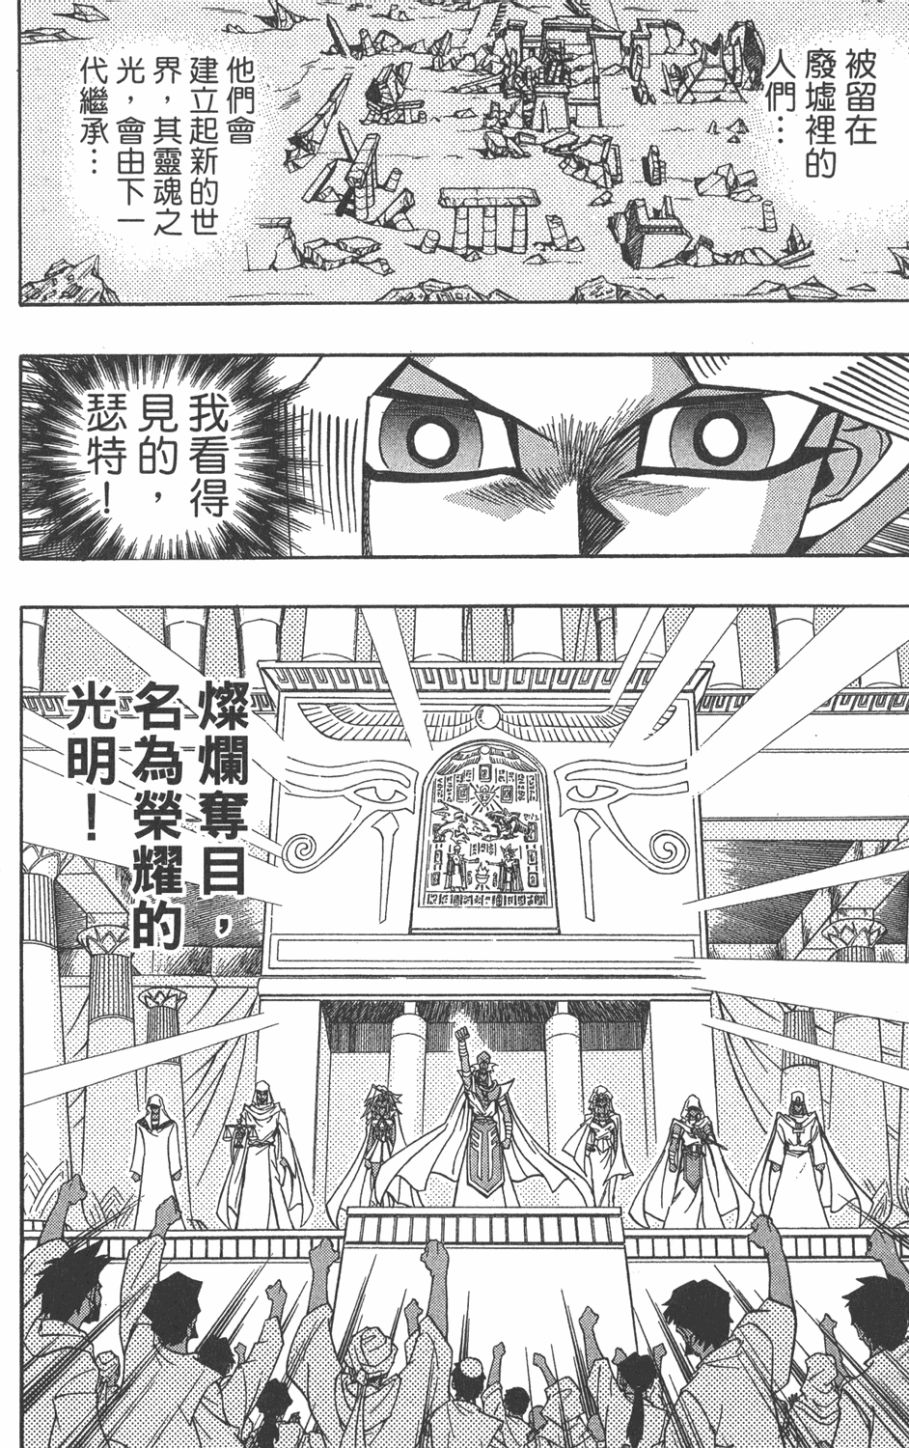 被留在
廢墟裡的
人們…
他們會
建立起新的世
界，其靈魂之
光，會由下一
代繼承…
我看得
見的，
瑟特！
燦爛奪目，
名為榮耀的
光明！